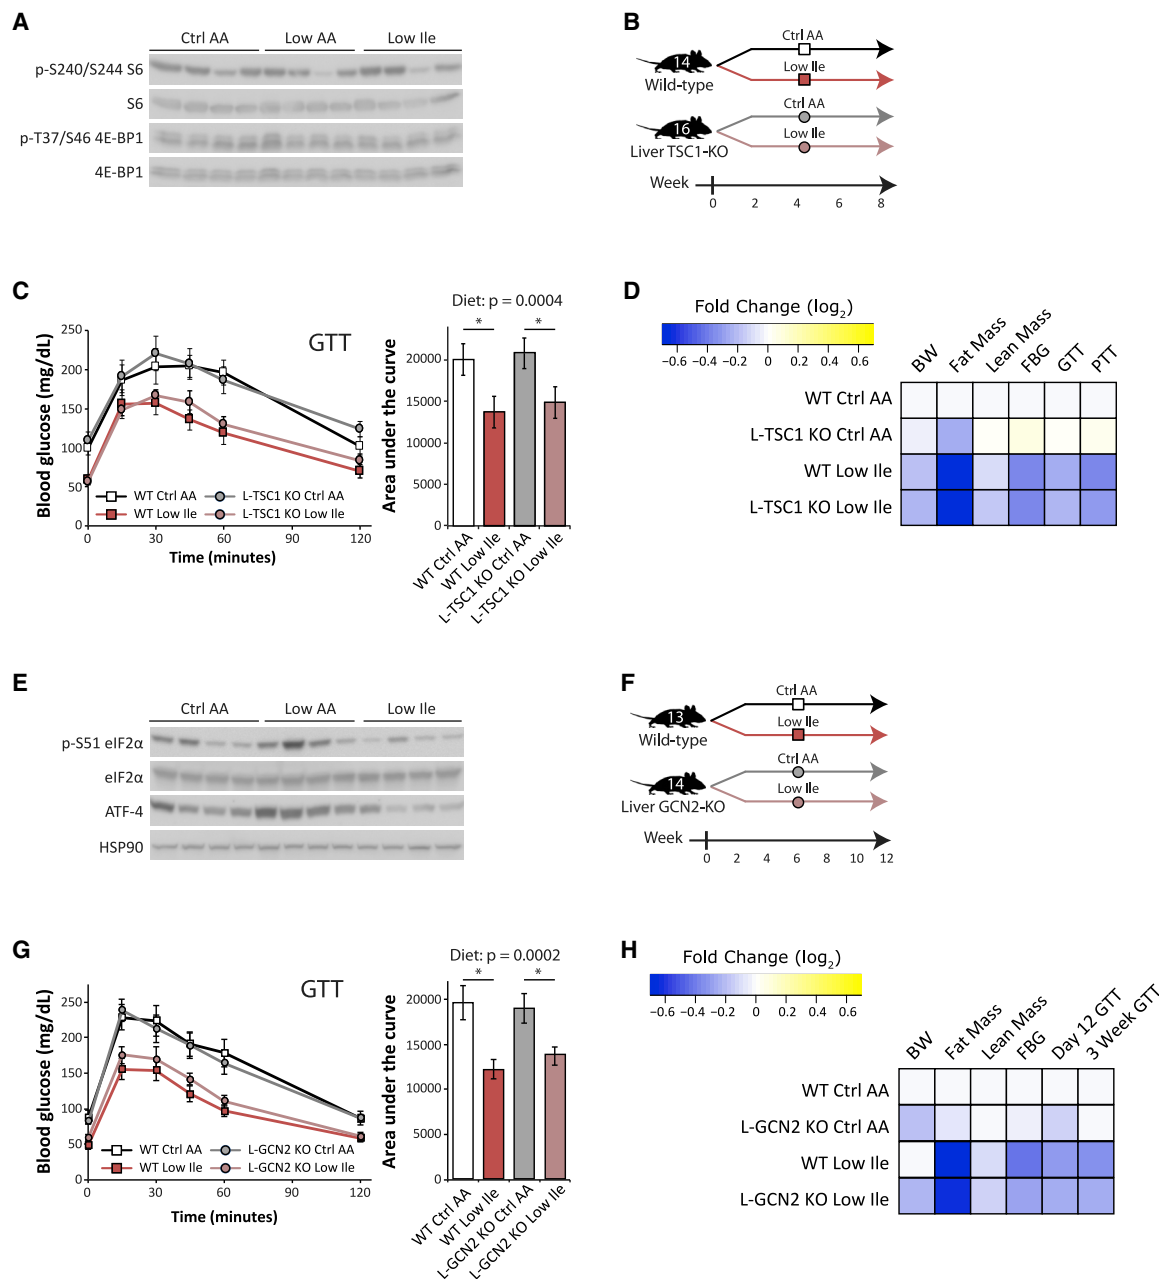 A
Ctrl AA Low AA Low Ile
p-S240/S244 S6
S6
p-T37/S46 4E-BP1
4E-BP1
B
14
Wild-type
Ctrl AA
Low Ile
16
Liver TSC1-KO
Ctrl AA
Low Ile
Week
0 2 4 6 8
C
GTT
Blood glucose (mg/dL)
250
200
150
100
50
0
WT Ctrl AA L-TSC1 KO Ctrl AA
WT Low Ile L-TSC1 KO Low Ile
0 30 60 90 120
Time (minutes)
Diet: p = 0.0004
* *
Area under the curve
20000
15000
10000
5000
0
WT Ctrl AA
WT Low Ile
L-TSC1 KO Ctrl AA
L-TSC1 KO Low Ile
D
Fold Change (log2)
−0.6 −0.4 −0.2 0 0.2 0.4 0.6
BW Fat Mass Lean Mass FBG GTT PTT
WT Ctrl AA
L-TSC1 KO Ctrl AA
WT Low Ile
L-TSC1 KO Low Ile
E
Ctrl AA Low AA Low Ile
p-S51 eIF2α
eIF2α
ATF-4
HSP90
F
13
Wild-type
Ctrl AA
Low Ile
14
Liver GCN2-KO
Ctrl AA
Low Ile
Week
0 2 4 6 8 10 12
G
GTT
Blood glucose (mg/dL)
250
200
150
100
50
0
WT Ctrl AA L-GCN2 KO Ctrl AA
WT Low Ile L-GCN2 KO Low Ile
0 30 60 90 120
Time (minutes)
Diet: p = 0.0002
* *
Area under the curve
20000
15000
10000
5000
0
WT Ctrl AA
WT Low Ile
L-GCN2 KO Ctrl AA
L-GCN2 KO Low Ile
H
Fold Change (log2)
−0.6 −0.4 −0.2 0 0.2 0.4 0.6
BW Fat Mass Lean Mass FBG Day 12 GTT 3 Week GTT
WT Ctrl AA
L-GCN2 KO Ctrl AA
WT Low Ile
L-GCN2 KO Low Ile